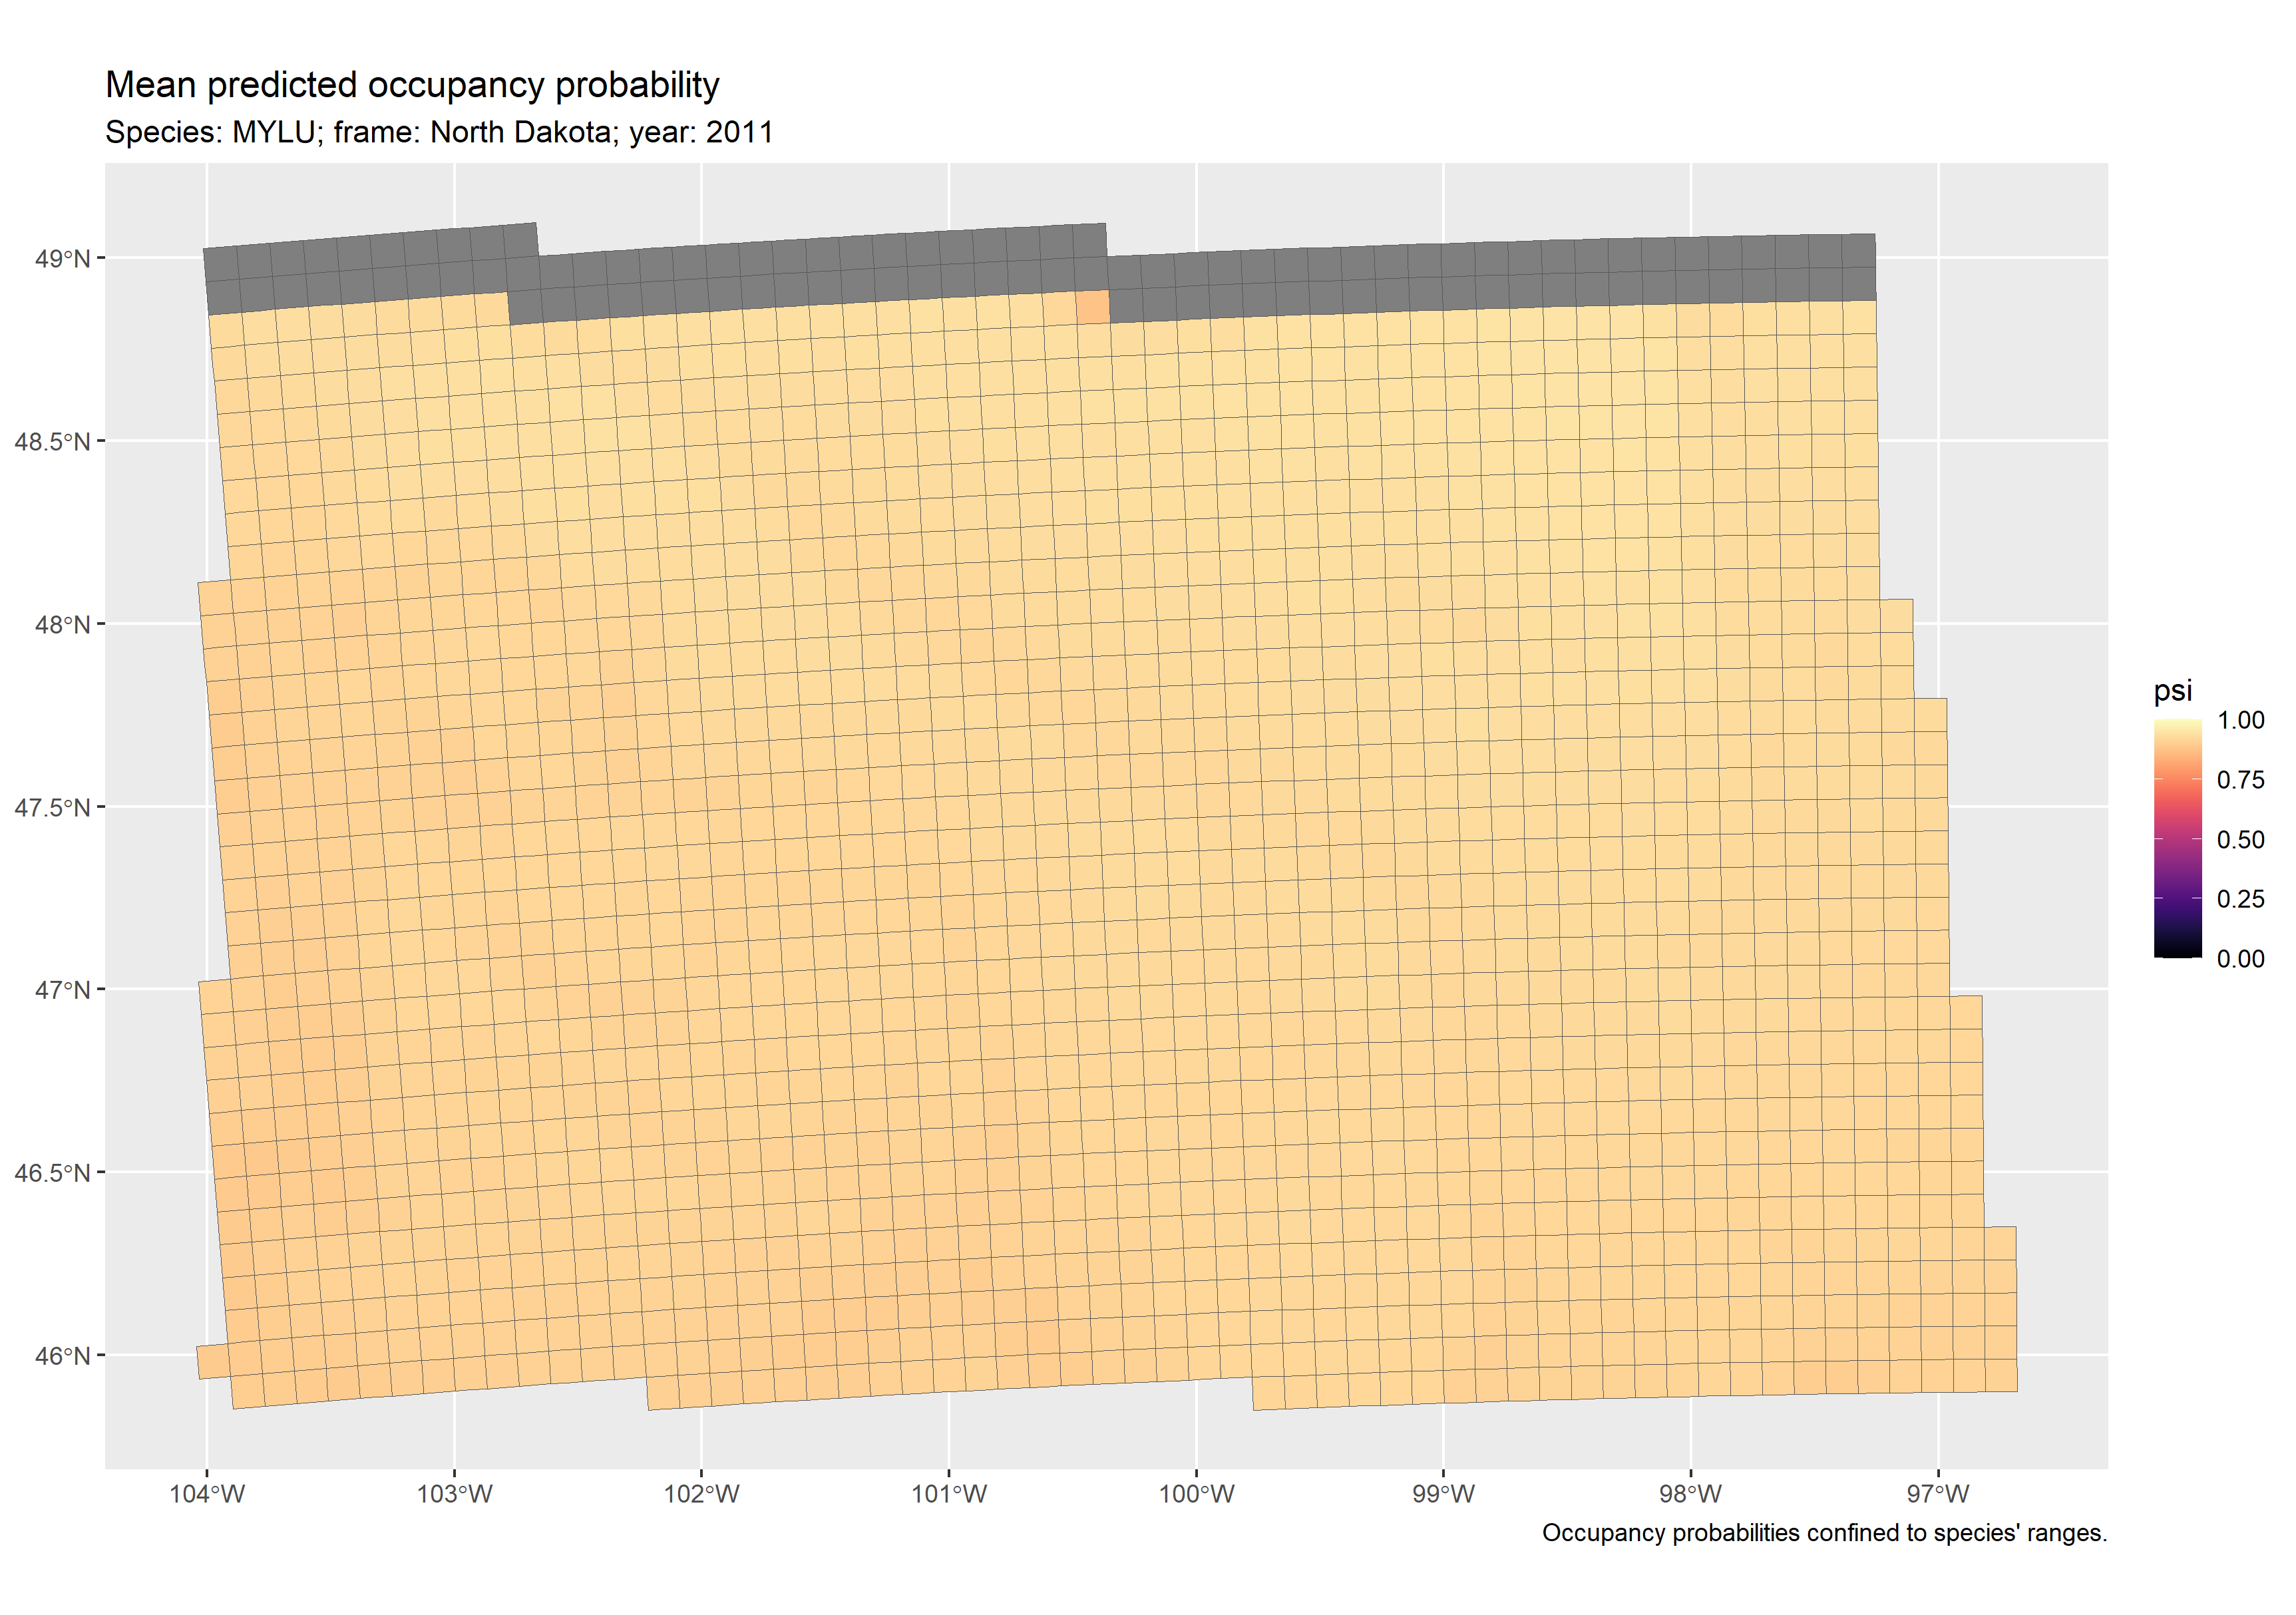 Mean predicted occupancy probability
Species: MYLU; frame: North Dakota; year: 2011
49°N
48.5°N
48°N
47.5°N
47°N
46.5°N
46°N
104°W
103°W
102°W
101°W
100°W
99°W
98°W
97°W
psi
1.00
0.75
0.50
0.25
0.00
Occupancy probabilities confined to species' ranges.